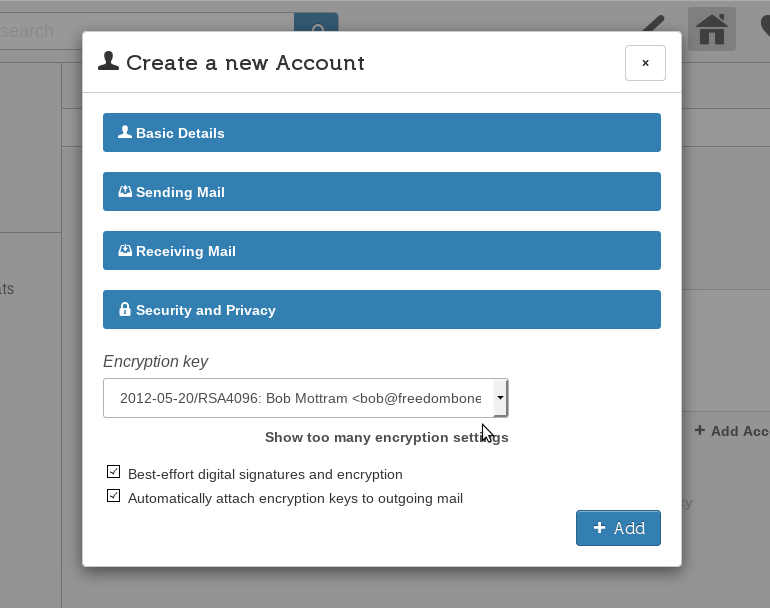 search
Create a new Account
×
Basic Details
Sending Mail
Receiving Mail
Security and Privacy
Encryption key
2012-05-20/RSA4096: Bob Mottram <bob@freedombone
Show too many encryption settings
Best-effort digital signatures and encryption
Automatically attach encryption keys to outgoing mail
Add
Add Acc